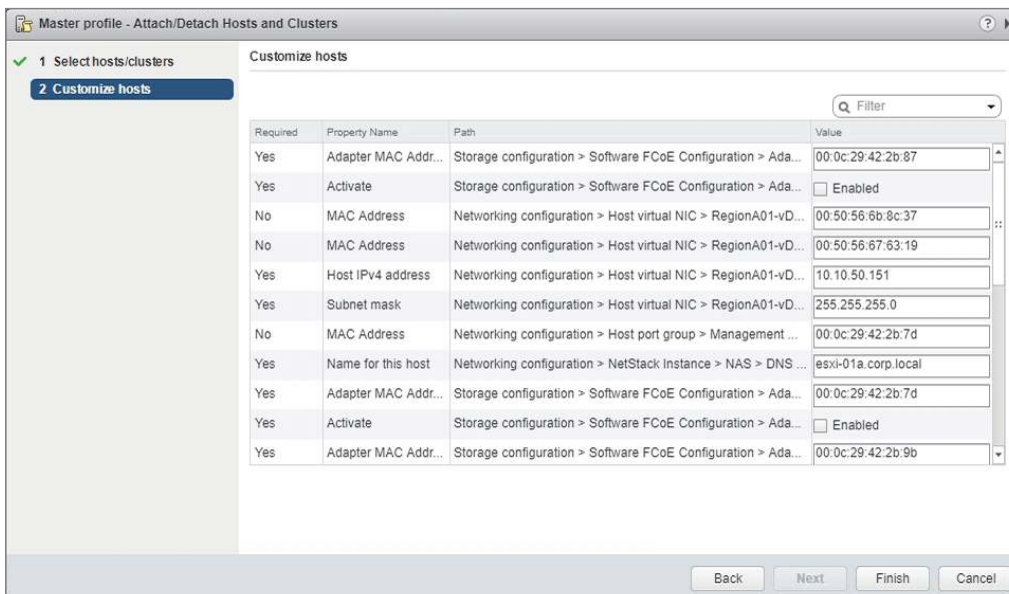 Master profile - Attach/Detach Hosts and Clusters
?
1 Select hosts/clusters
2 Customize hosts
Customize hosts
Filter
Required Property Name Path Value
Yes Adapter MAC Addr... Storage configuration > Software FCoE Configuration > Ada... 00:0c:29:42:2b:87
Yes Activate Storage configuration > Software FCoE Configuration > Ada... Enabled
No MAC Address Networking configuration > Host virtual NIC > RegionA01-vD... 00:50:56:6b:8c:37
No MAC Address Networking configuration > Host virtual NIC > RegionA01-vD... 00:50:56:67:63:19
Yes Host IPv4 address Networking configuration > Host virtual NIC > RegionA01-vD... 10.10.50.151
Yes Subnet mask Networking configuration > Host virtual NIC > RegionA01-vD... 255.255.255.0
No MAC Address Networking configuration > Host port group > Management ... 00:0c:29:42:2b:7d
Yes Name for this host Networking configuration > NetStack Instance > NAS > DNS ... esxi-01a.corp.local
Yes Adapter MAC Addr... Storage configuration > Software FCoE Configuration > Ada... 00:0c:29:42:2b:7d
Yes Activate Storage configuration > Software FCoE Configuration > Ada... Enabled
Yes Adapter MAC Addr... Storage configuration > Software FCoE Configuration > Ada... 00:0c:29:42:2b:9b
Back Next Finish Cancel